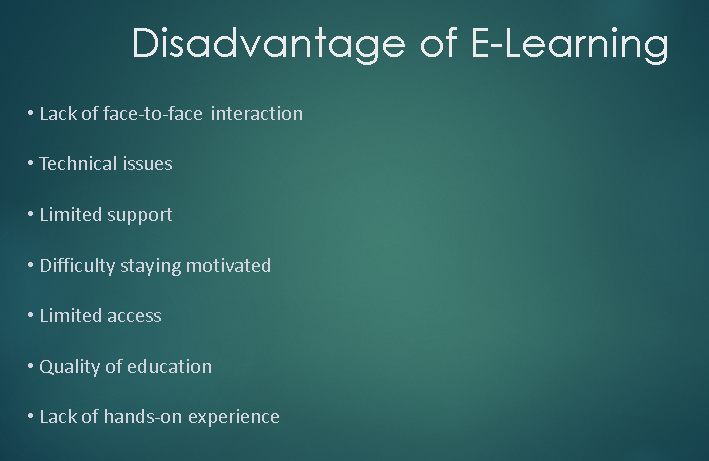 Disadvantage of E-Learning
• Lack of face-to-face interaction
• Technical issues
• Limited support
• Difficulty staying motivated
• Limited access
• Quality of education
• Lack of hands-on experience